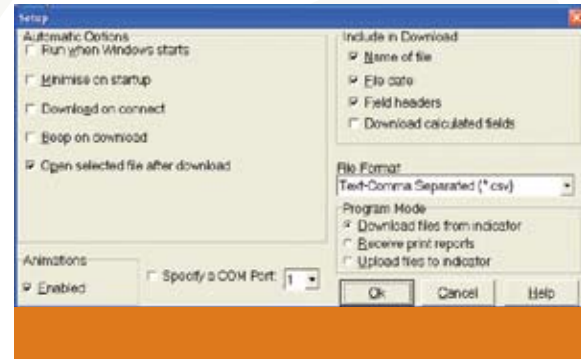 Setup
Automatic Options
Run when Windows starts
Minimise on startup
Download on connect
Beep on download
Open selected file after download
Animations
Enabled
Specify a COM Port: 1
Include in Download
Name of file
File date
Field headers
Download calculated fields
File Format
Text-Comma Separated (*.csv)
Program Mode
Download files from indicator
Receive print reports
Upload files to indicator
Ok Cancel Help